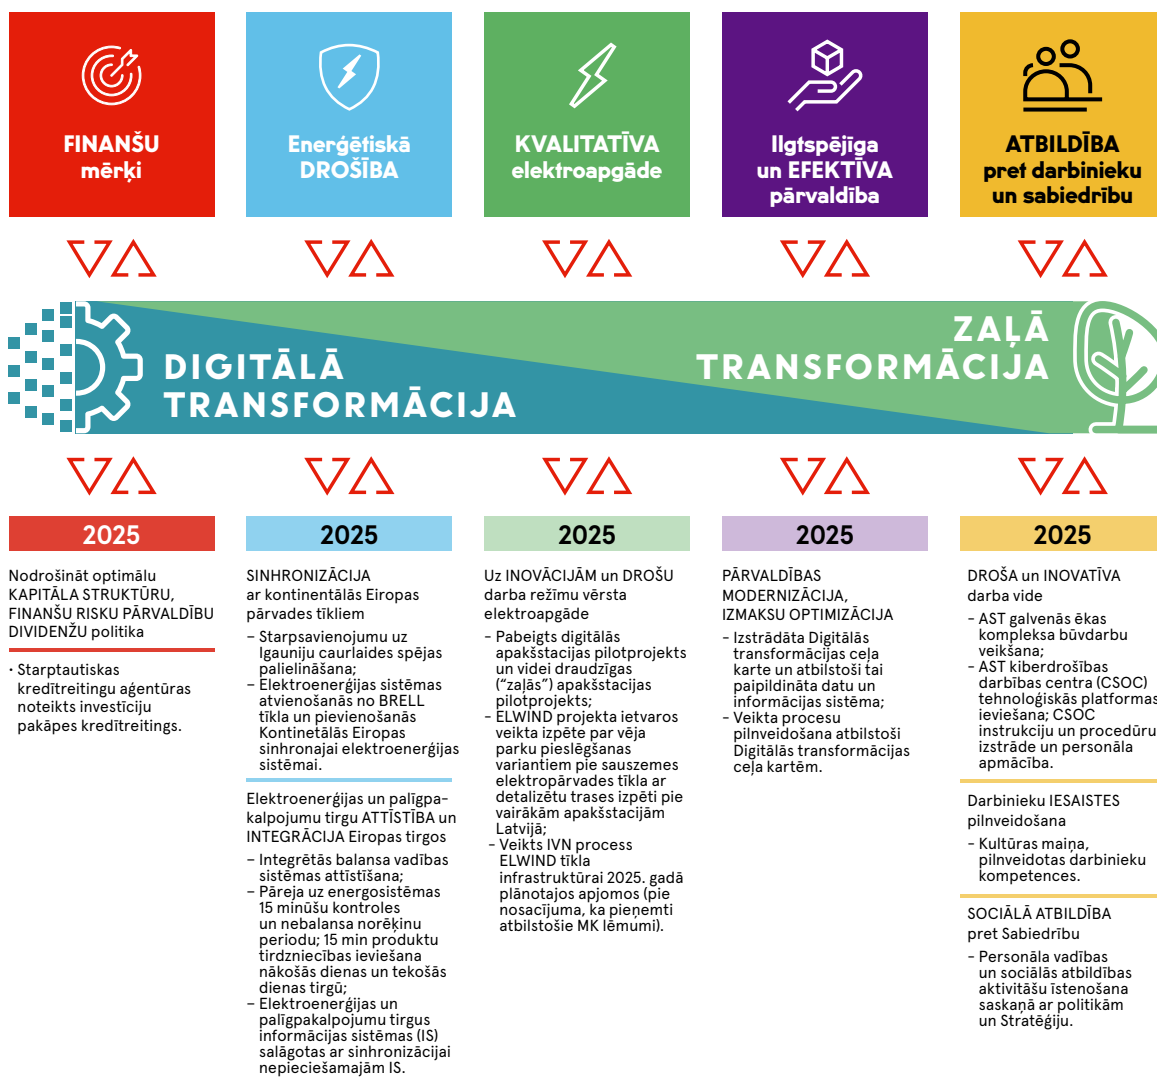 FINANŠU
mērķi
Enerģētiskā
DROŠĪBA
KVALITATĪVA
elektroapgāde
Ilgtspējīga
un EFEKTĪVA
pārvaldība
ATBILDĪBA
pret darbinieku
un sabiedrību
DIGITĀLĀ
TRANSFORMĀCIJA
ZAĻĀ
TRANSFORMĀCIJA
2025
Nodrošināt optimālu
KAPITĀLA STRUKTŪRU,
FINANŠU RISKU PĀRVALDĪBU
DIVIDENŽU politika
· Starptautiskas
kredītreitingu aģentūras
noteikts investīciju
pakāpes kredītreitings.
2025
SINHRONIZĀCIJA
ar kontinentālās Eiropas
pārvades tīkliem
– Starpsavienojumu uz
Igauniju caurlaides spējas
palielināšana;
– Elektroenerģijas sistēmas
atvienošanās no BRELL
tīkla un pievienošanās
Kontinetālās Eiropas
sinhronajai elektroenerģijas
sistēmai.
Elektroenerģijas un palīgpa-
kalpojumu tirgu ATTĪSTĪBA un
INTEGRĀCIJA Eiropas tirgos
– Integrētās balansa vadības
sistēmas attīstīšana;
– Pāreja uz energosistēmas
15 minūšu kontroles
un nebalansa norēķinu
periodu; 15 min produktu
tirdzniecības ieviešana
nākošās dienas un tekošās
dienas tirgū;
– Elektroenerģijas un
palīgpakalpojumu tirgus
informācijas sistēmas (IS)
salāgotas ar sinhronizācijai
nepieciešamajām IS.
2025
Uz INOVĀCIJĀM un DROŠU
darba režīmu vērsta
elektroapgāde
– Pabeigts digitālās
apakšstacijas pilotprojekts
un videi draudzīgas
(“zaļās”) apakšstacijas
pilotprojekts;
– ELWIND projekta ietvaros
veikta izpēte par vēja
parku pieslēgšanas
variantiem pie sauszemes
elektropārvades tīkla ar
detalizētu trases izpēti pie
vairākām apakšstacijām
Latvijā;
– Veikts IVN process
ELWIND tīkla
infrastruktūrai 2025. gadā
plānotajos apjomos (pie
nosacījuma, ka pieņemti
atbilstošie MK lēmumi).
2025
PĀRVALDĪBAS
MODERNIZĀCIJA,
IZMAKSU OPTIMIZĀCIJA
– Izstrādāta Digitālās
transformācijas ceļa
karte un atbilstoši tai
paipildināta datu un
informācijas sistēma;
– Veikta procesu
pilnveidošana atbilstoši
Digitālās transformācijas
ceļa kartēm.
2025
DROŠA un INOVATĪVA
darba vide
– AST galvenās ēkas
kompleksa būvdarbu
veikšana;
– AST kiberdrošības
darbības centra (CSOC)
tehnoloģiskās platformas
ieviešana; CSOC
instrukciju un procedūru
izstrāde un personāla
apmācība.
Darbinieku IESAISTES
pilnveidošana
– Kultūras maiņa,
pilnveidotas darbinieku
kompetences.
SOCIĀLĀ ATBILDĪBA
pret Sabiedrību
– Personāla vadības
un sociālās atbildības
aktivitāšu īstenošana
saskaņā ar politikām
un Stratēģiju.